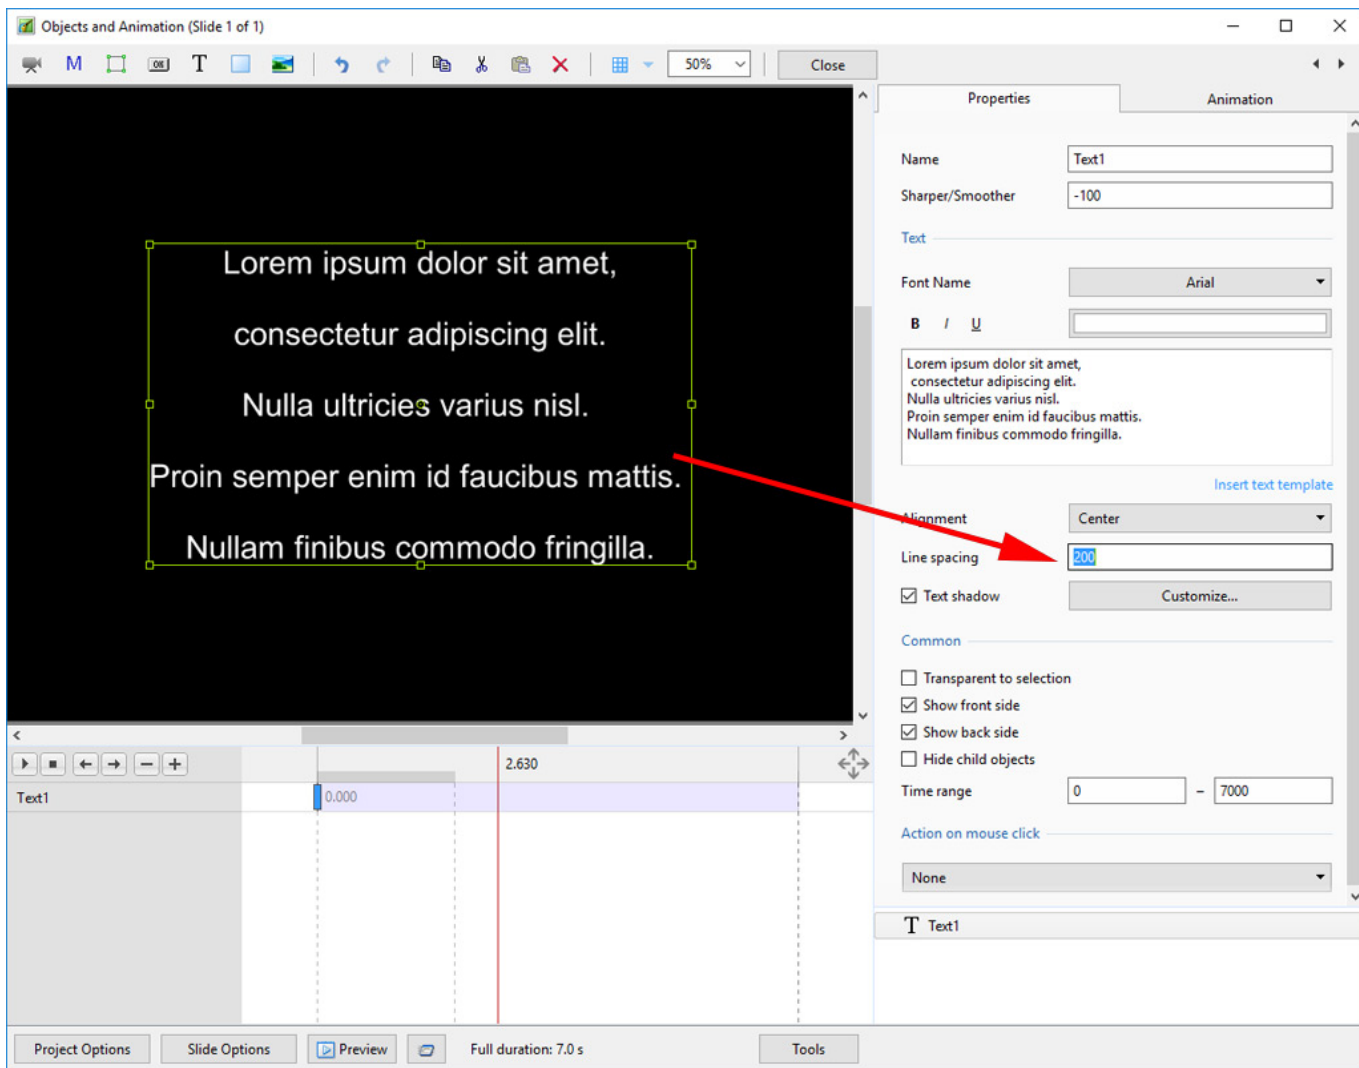 Objects and Animation (Slide 1 of 1)
M OK T 50% Close
Properties Animation
Name Text1
Sharper/Smoother -100
Text
Font Name Arial
B I U
Lorem ipsum dolor sit amet,
consectetur adipiscing elit.
Nulla ultricies varius nisl.
Proin semper enim id faucibus mattis.
Nullam finibus commodo fringilla.
Lorem ipsum dolor sit amet,
consectetur adipiscing elit.
Nulla ultricies varius nisl.
Proin semper enim id faucibus mattis.
Nullam finibus commodo fringilla.
Insert text template
Alignment Center
Line spacing 200
Text shadow Customize...
Common
Transparent to selection
Show front side
Show back side
Hide child objects
Time range 0 – 7000
Action on mouse click
None
T Text1
2.630
Text1 0.000
Project Options Slide Options Preview Full duration: 7.0 s Tools